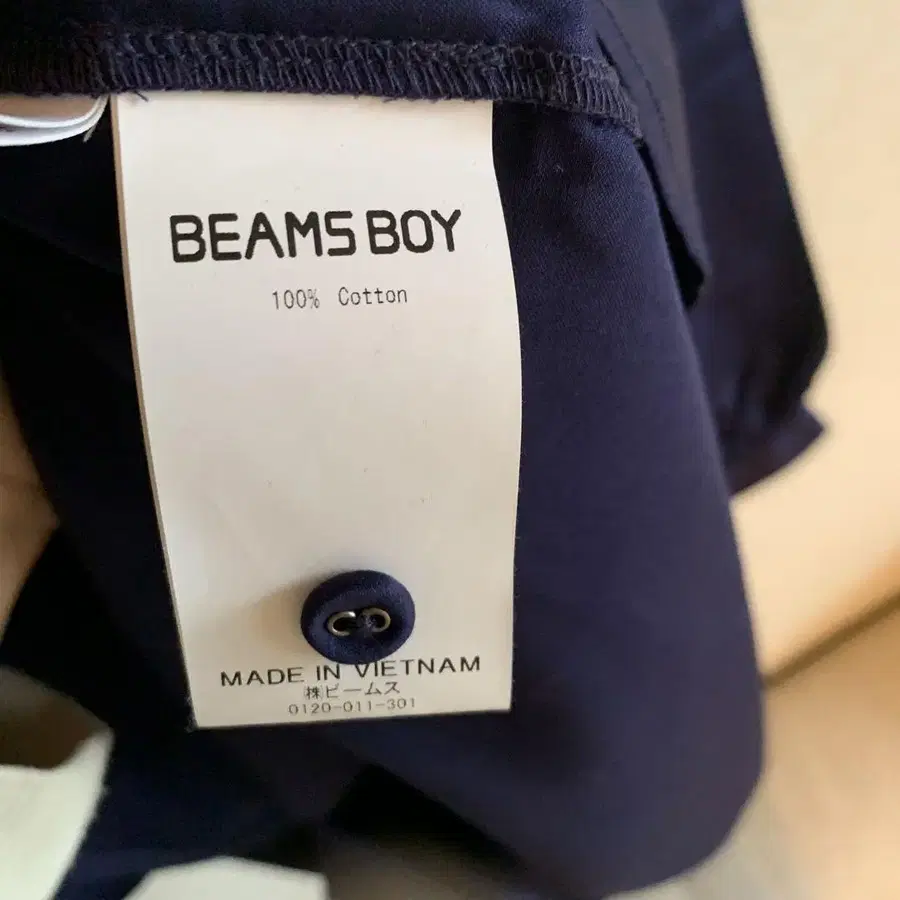 BEAMS BOY
100% Cotton
MADE IN VIETNAM
㈱ビームス
0120-011-301